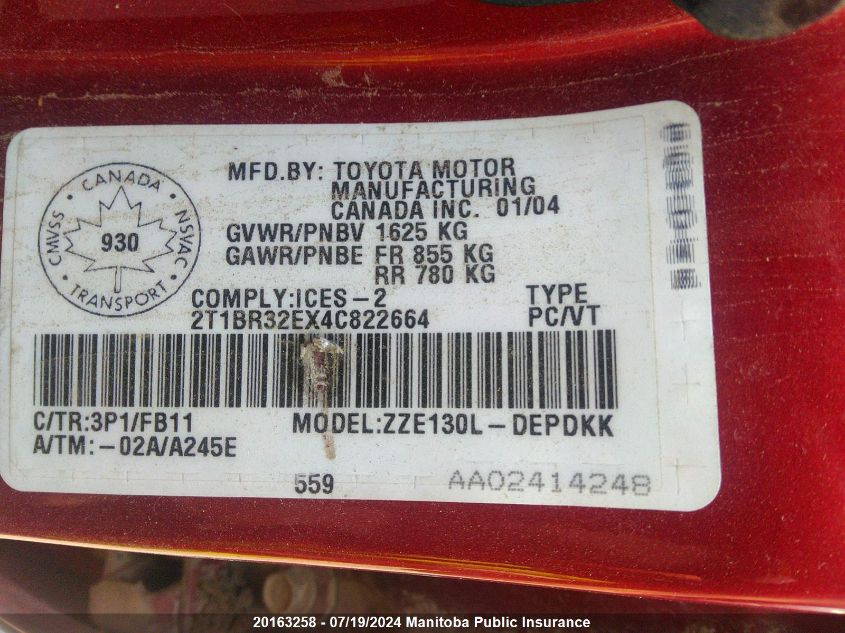 CANADA
CMVSS
NSVAC
930
TRANSPORT
MFD.BY: TOYOTA MOTOR
MANUFACTURING
CANADA INC. 01/04
GVWR/PNBV 1625 KG
GAWR/PNBE FR 855 KG
RR 780 KG
COMPLY:ICES-2 TYPE
2T1BR32EX4C822664 PC/VT
C/TR:3P1/FB11 MODEL:ZZE130L-DEPDKK
A/TM:-02A/A245E
559 AA02414248
20163258 - 07/19/2024 Manitoba Public Insurance